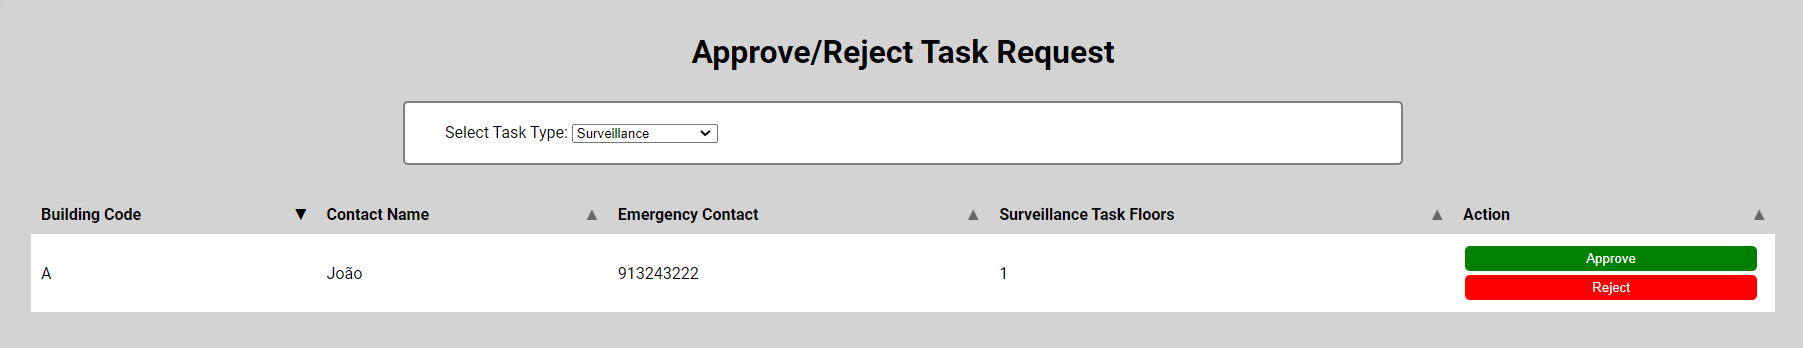 Approve/Reject Task Request
Select Task Type: Surveillance
Building Code ▼ Contact Name ▲ Emergency Contact ▲ Surveillance Task Floors ▲ Action ▲
A João 913243222 1 Approve
Reject